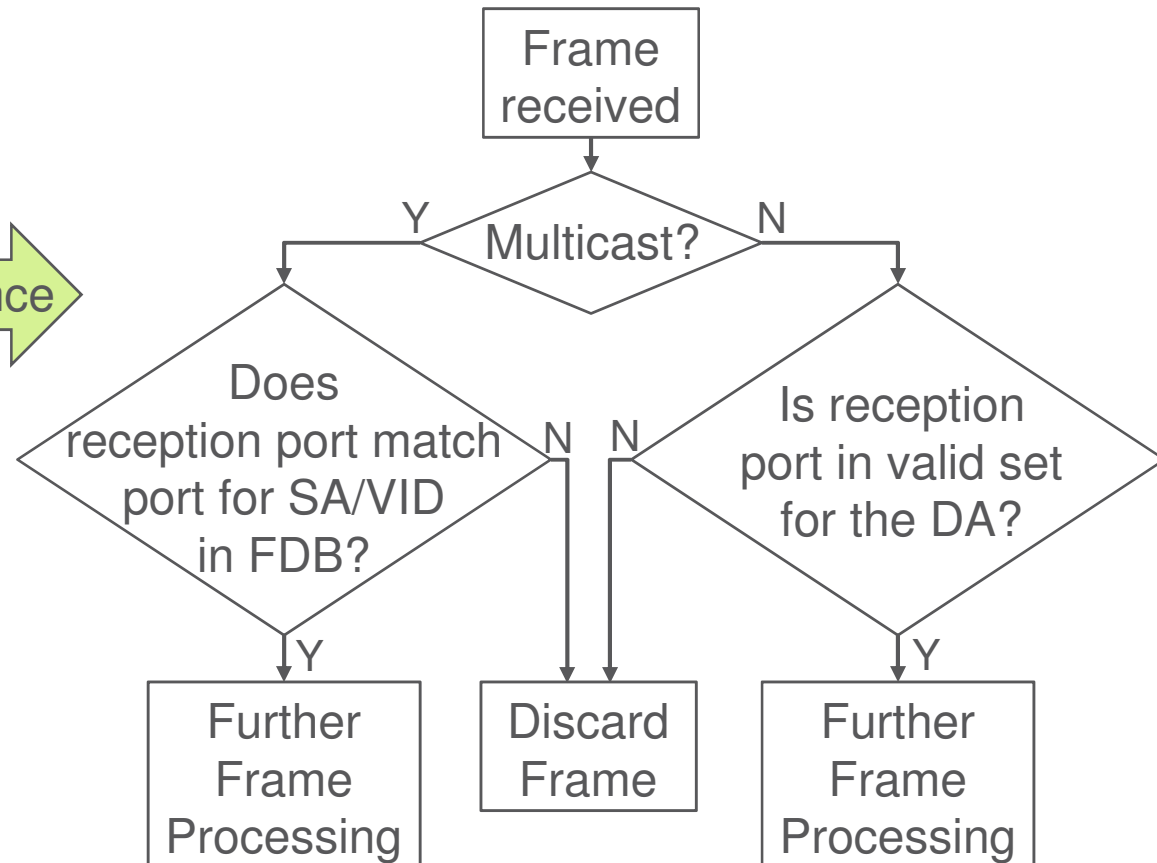 Frame
received
Y
Multicast?
N
Does
reception port match
port for SA/VID
in FDB?
N
N
Is reception
port in valid set
for the DA?
Y
Y
Further
Frame
Processing
Discard
Frame
Further
Frame
Processing